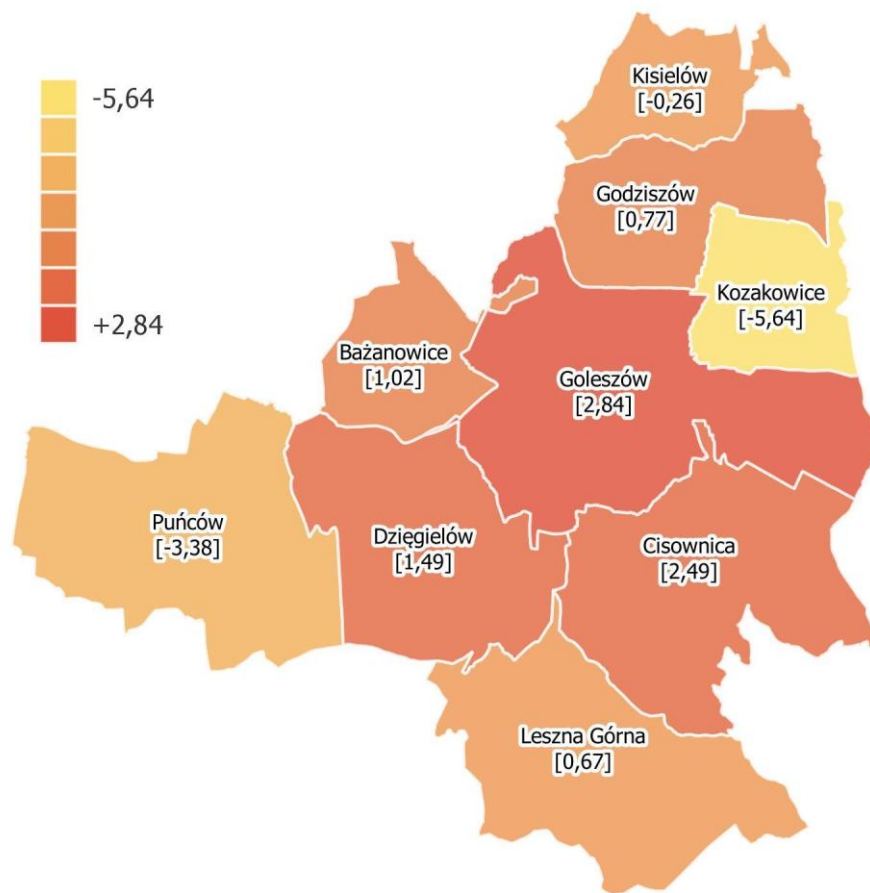 -5,64
+2,84
Kisielów
[-0,26]
Godziszów
[0,77]
Kozakowice
[-5,64]
Bażanowice
[1,02]
Goleszów
[2,84]
Puńców
[-3,38]
Dzięgielów
[1,49]
Cisownica
[2,49]
Leszna Górna
[0,67]